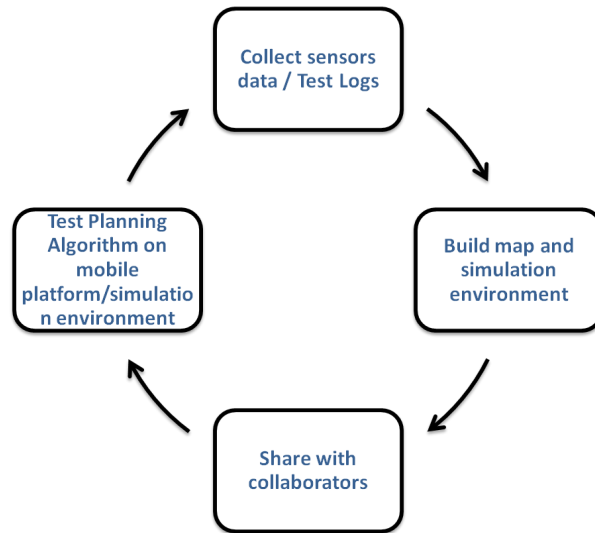 Collect sensors
data / Test Logs
Test Planning
Algorithm on
mobile
platform/simulatio
n environment
Build map and
simulation
environment
Share with
collaborators